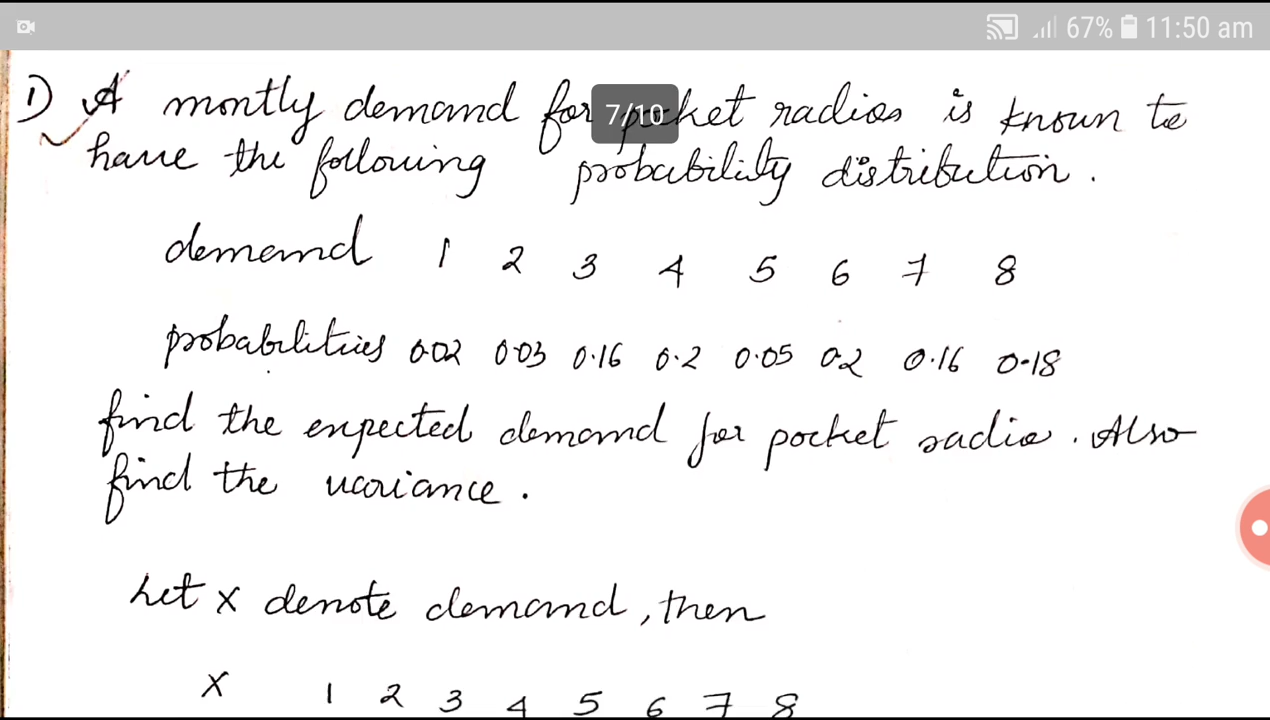 67% 11:50 am
7/10
1) A montly demand for pocket radios is known to
have the following probability distribution.
demand 1 2 3 4 5 6 7 8
probabilities 0.02 0.03 0.16 0.2 0.05 0.2 0.16 0.18
find the expected demand for pocket radio. Also
find the variance.
Let x denote demand, then
x 1 2 3 4 5 6 7 8